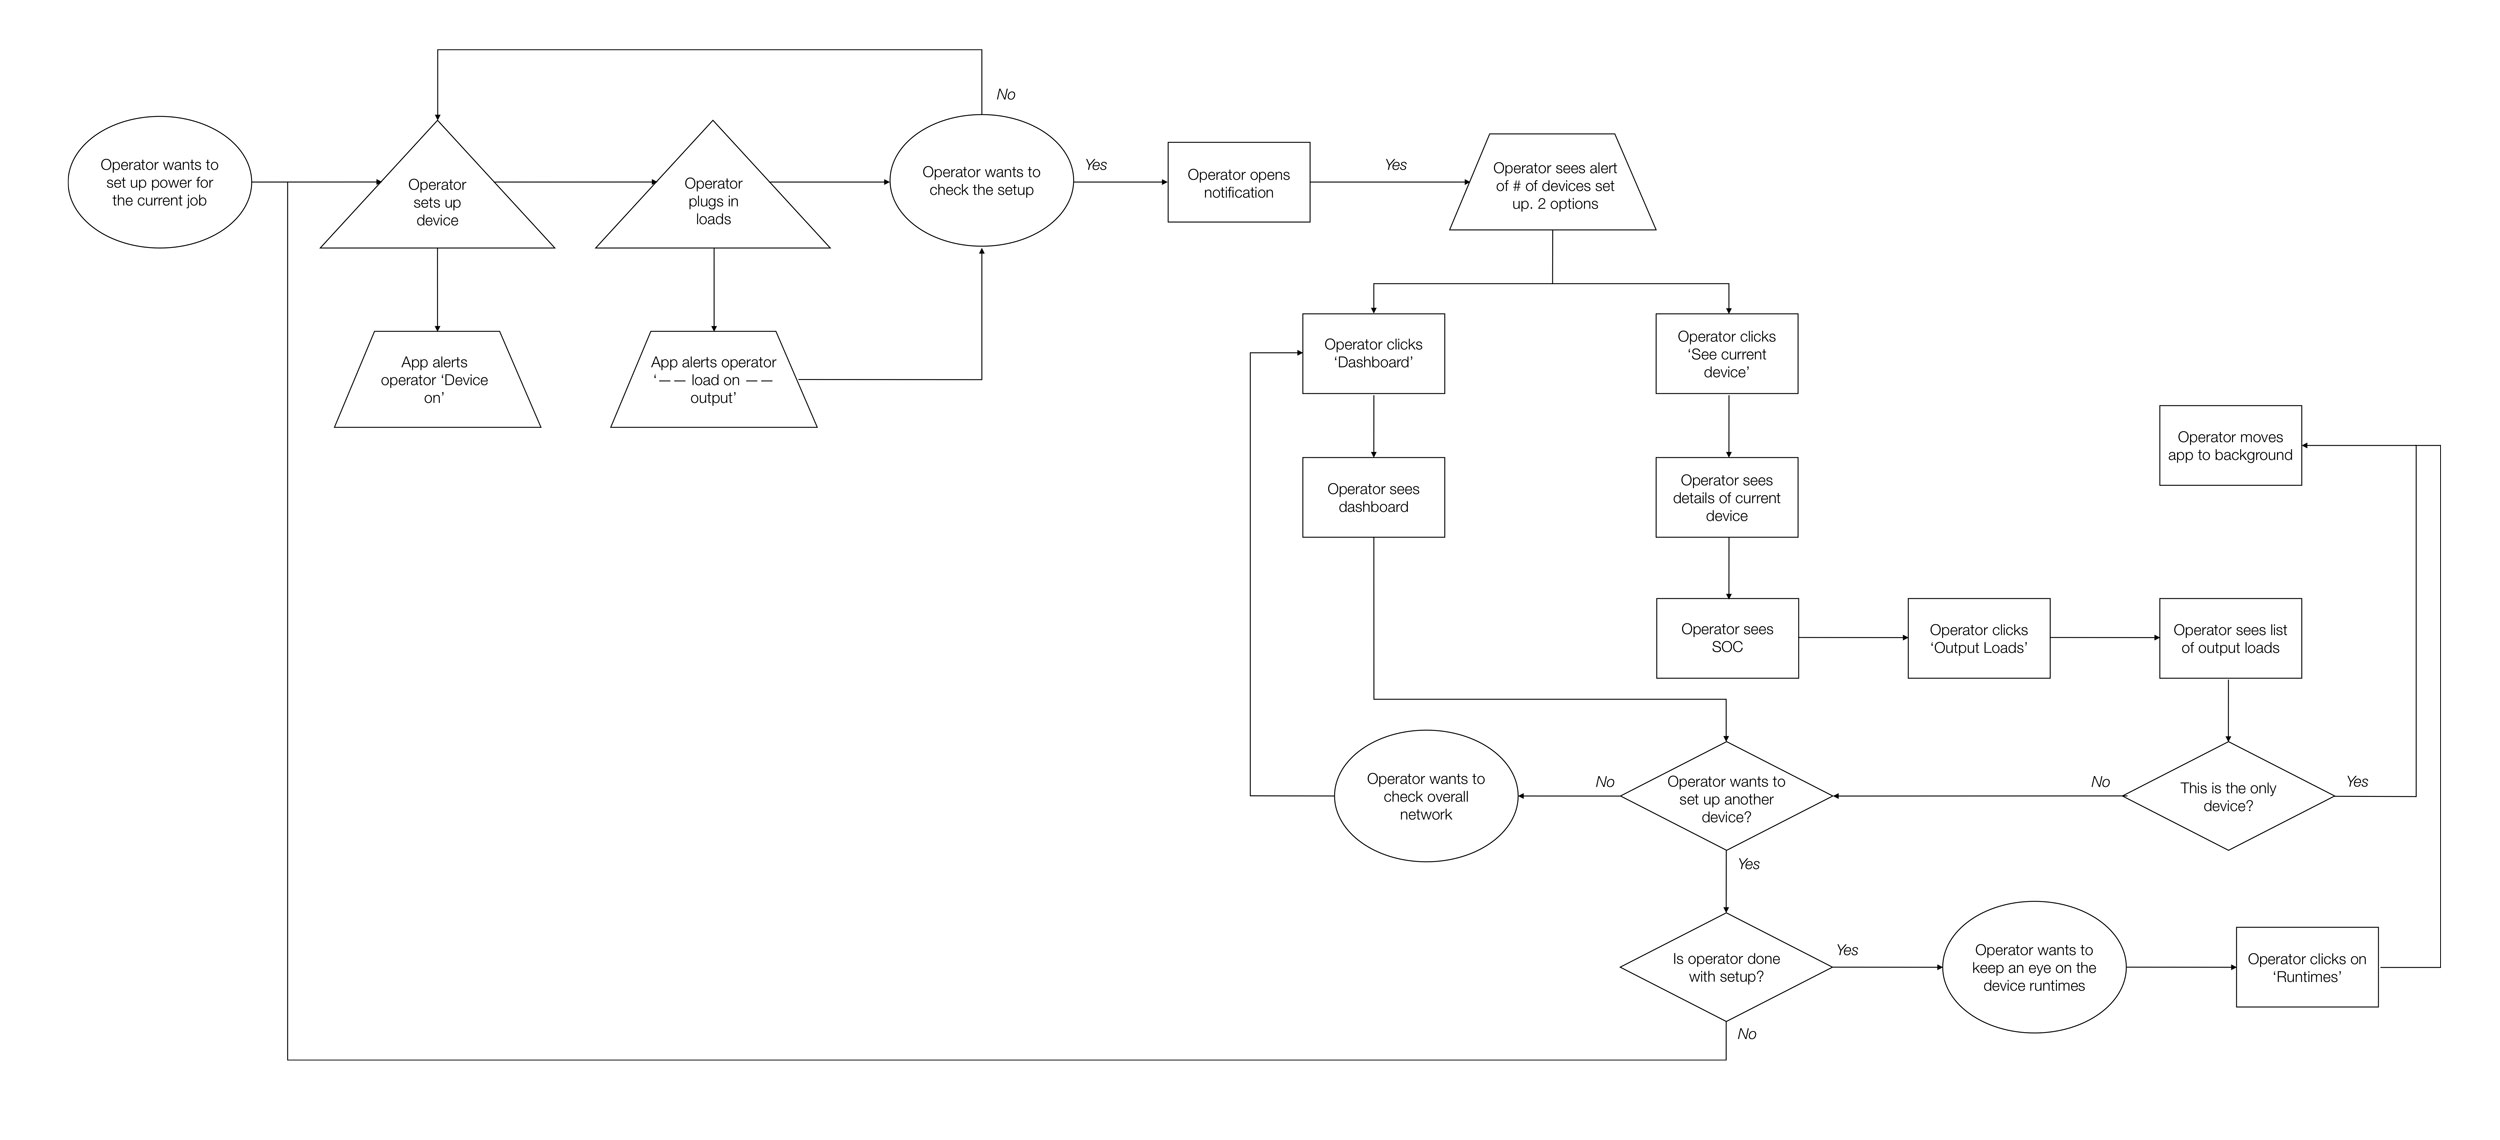 No
Operator wants to
set up power for
the current job
Operator
sets up
device
Operator
plugs in
loads
Operator wants to
check the setup
Yes
Operator opens
notification
Yes
Operator sees alert
of # of devices set
up. 2 options
App alerts
operator ‘Device
on’
App alerts operator
‘—— load on ——
output’
Operator clicks
‘Dashboard’
Operator clicks
‘See current
device’
Operator moves
app to background
Operator sees
dashboard
Operator sees
details of current
device
Operator sees
SOC
Operator clicks
‘Output Loads’
Operator sees list
of output loads
Operator wants to
check overall
network
No
Operator wants to
set up another
device?
No
This is the only
device?
Yes
Yes
Is operator done
with setup?
Yes
Operator wants to
keep an eye on the
device runtimes
Operator clicks on
‘Runtimes’
No